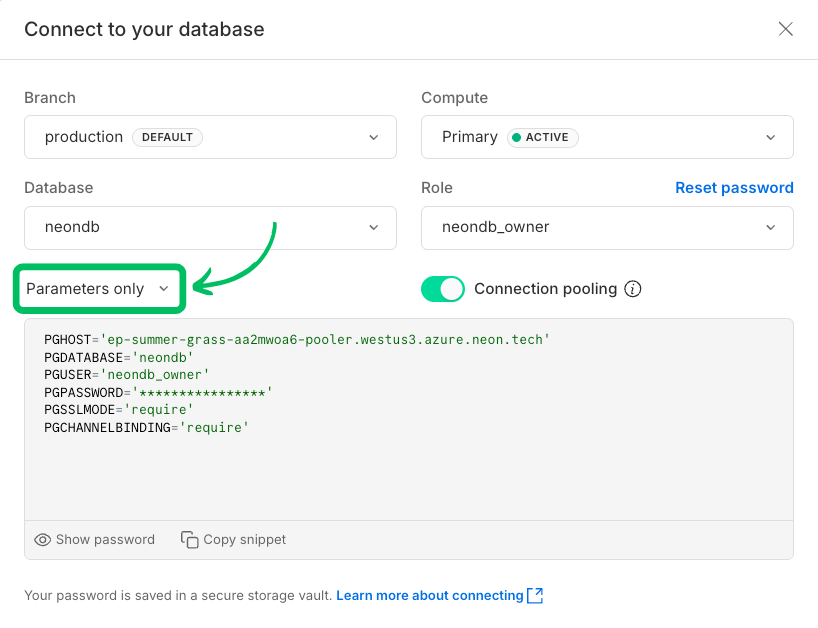 Connect to your database
Branch
Compute
production DEFAULT
Primary ACTIVE
Database
Role
Reset password
neondb
neondb_owner
Parameters only
Connection pooling
PGHOST='ep-summer-grass-aa2mwoa6-pooler.westus3.azure.neon.tech'
PGDATABASE='neondb'
PGUSER='neondb_owner'
PGPASSWORD='****************'
PGSSLMODE='require'
PGCHANNELBINDING='require'
Show password
Copy snippet
Your password is saved in a secure storage vault. Learn more about connecting